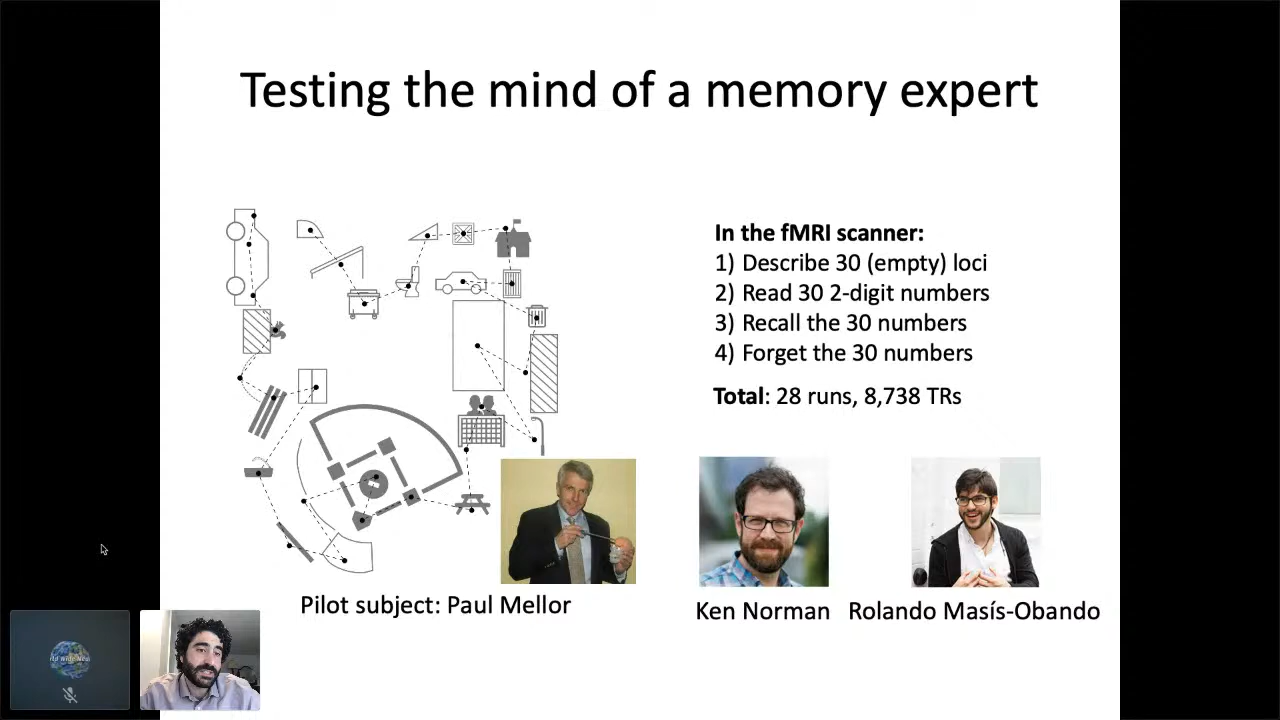 Testing the mind of a memory expert
In the fMRI scanner:
1) Describe 30 (empty) loci
2) Read 30 2-digit numbers
3) Recall the 30 numbers
4) Forget the 30 numbers
Total: 28 runs, 8,738 TRs
Pilot subject: Paul Mellor
Ken Norman
Rolando Masís-Obando